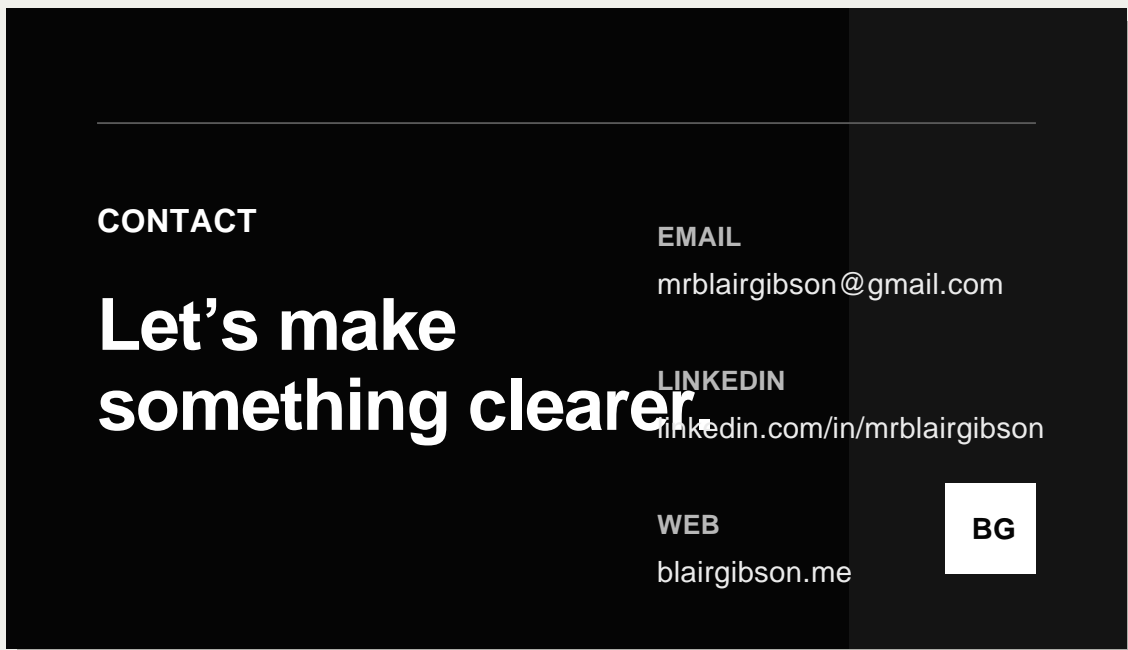 CONTACT
Let’s make
something clearer.
EMAIL
mrblairgibson@gmail.com
LINKEDIN
linkedin.com/in/mrblairgibson
WEB
blairgibson.me
BG